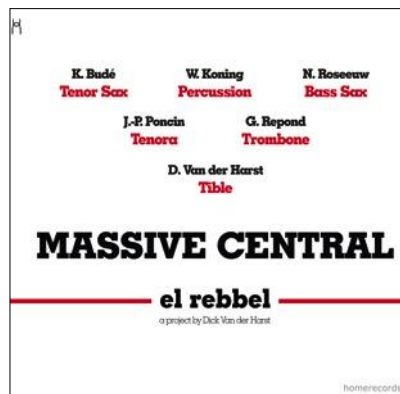 K. Budé W. Koning N. Roseeuw
Tenor Sax Percussion Bass Sax
J.-P. Poncin G. Repond
Tenora Trombone
D. Van der Harst
Tible
MASSIVE CENTRAL
el rebbel
a project by Dick Van der Harst
homerecords